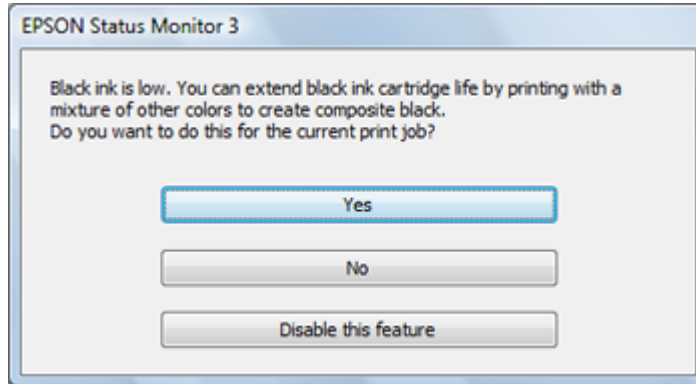 EPSON Status Monitor 3
Black ink is low. You can extend black ink cartridge life by printing with a
mixture of other colors to create composite black.
Do you want to do this for the current print job?
Yes
No
Disable this feature